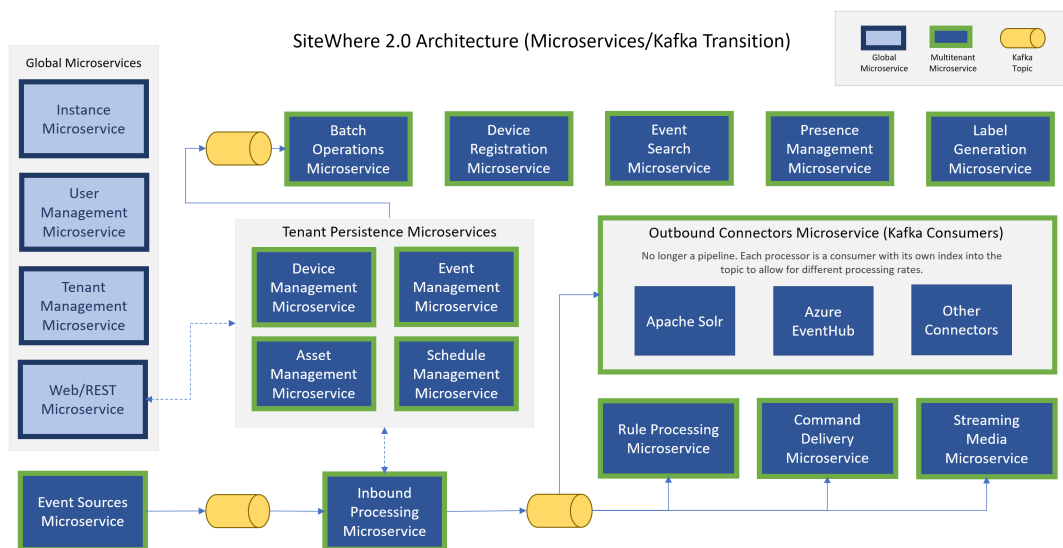 SiteWhere 2.0 Architecture (Microservices/Kafka Transition)
Global
Microservice
Multitenant
Microservice
Kafka
Topic
Global Microservices
Instance
Microservice
User
Management
Microservice
Tenant
Management
Microservice
Web/REST
Microservice
Batch
Operations
Microservice
Device
Registration
Microservice
Event
Search
Microservice
Presence
Management
Microservice
Label
Generation
Microservice
Tenant Persistence Microservices
Device
Management
Microservice
Event
Management
Microservice
Asset
Management
Microservice
Schedule
Management
Microservice
Outbound Connectors Microservice (Kafka Consumers)
No longer a pipeline. Each processor is a consumer with its own index into the
topic to allow for different processing rates.
Apache Solr
Azure
EventHub
Other
Connectors
Rule Processing
Microservice
Command
Delivery
Microservice
Streaming
Media
Microservice
Event Sources
Microservice
Inbound
Processing
Microservice